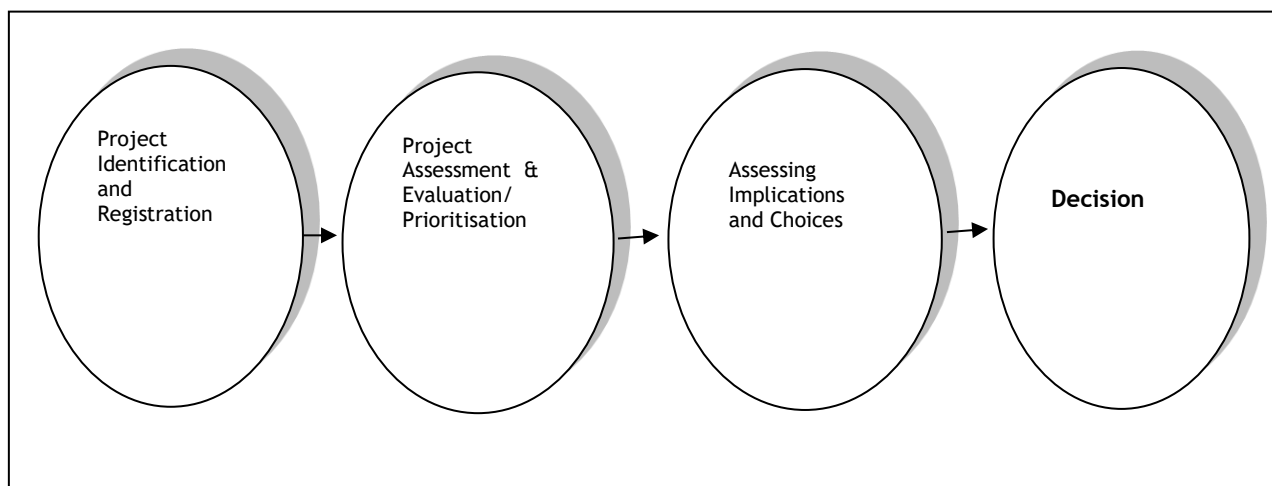 Project
Identification
and
Registration
Project
Assessment &
Evaluation/
Prioritisation
Assessing
Implications
and Choices
Decision